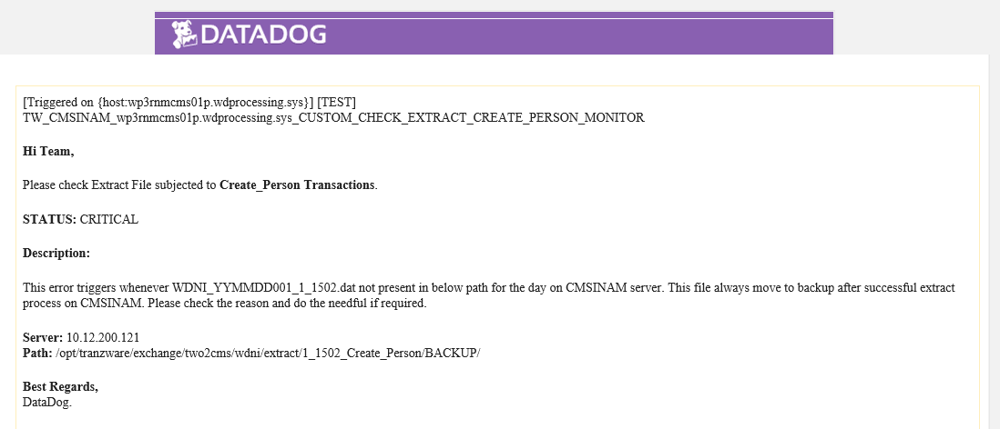 DATADOG
[Triggered on {host:wp3rnmcms01p.wdprocessing.sys}] [TEST]
TW_CMSINAM_wp3rnmcms01p.wdprocessing.sys_CUSTOM_CHECK_EXTRACT_CREATE_PERSON_MONITOR
Hi Team,
Please check Extract File subjected to Create_Person Transactions.
STATUS: CRITICAL
Description:
This error triggers whenever WDNI_YYMMDD001_1_1502.dat not present in below path for the day on CMSINAM server. This file always move to backup after successful extract
process on CMSINAM. Please check the reason and do the needful if required.
Server: 10.12.200.121
Path: /opt/tranzware/exchange/two2cms/wdni/extract/1_1502_Create_Person/BACKUP/
Best Regards,
DataDog.